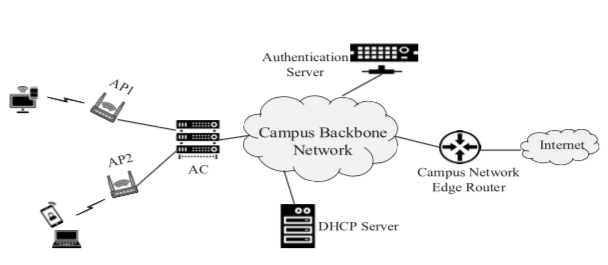 Authentication
Server
AP1
Campus Backbone
Network
Internet
AP2
AC
Campus Network
Edge Router
DHCP Server